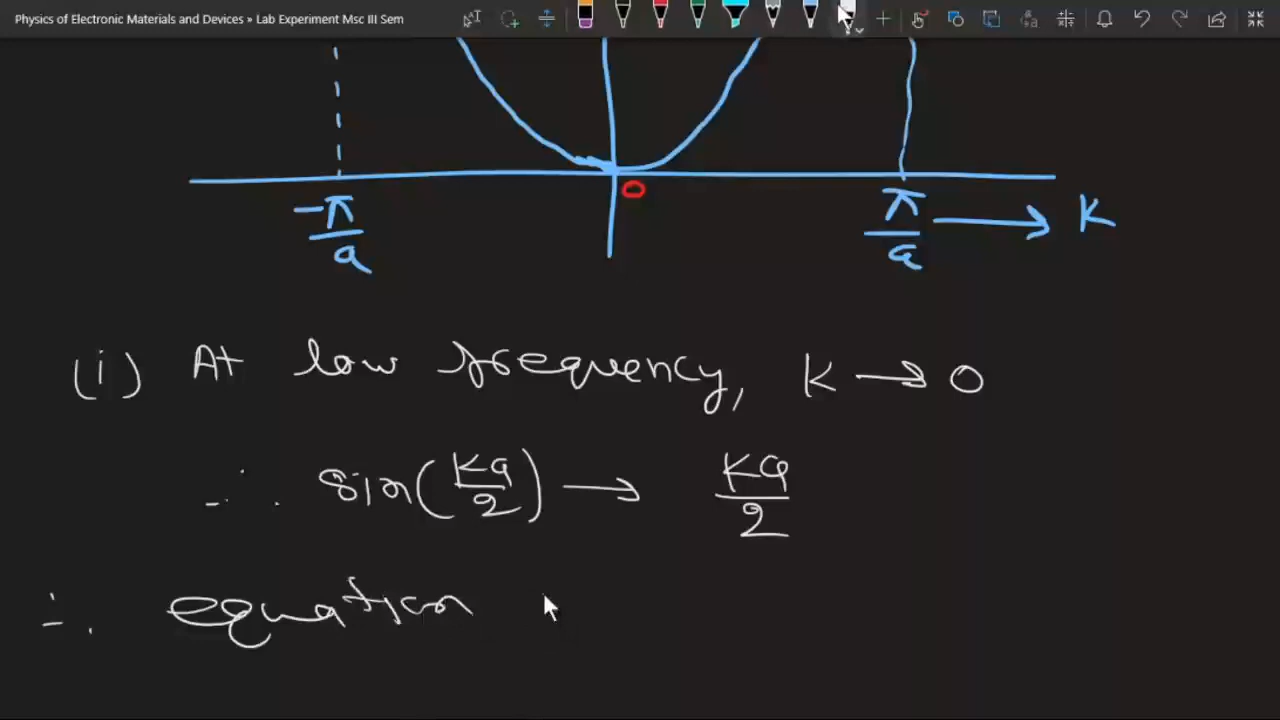 Physics of Electronic Materials and Devices » Lab Experiment Msc III Sem
0
-π/a
π/a → K
(i) At low frequency, K → 0
∴ sin(Ka/2) → Ka/2
∴ equation